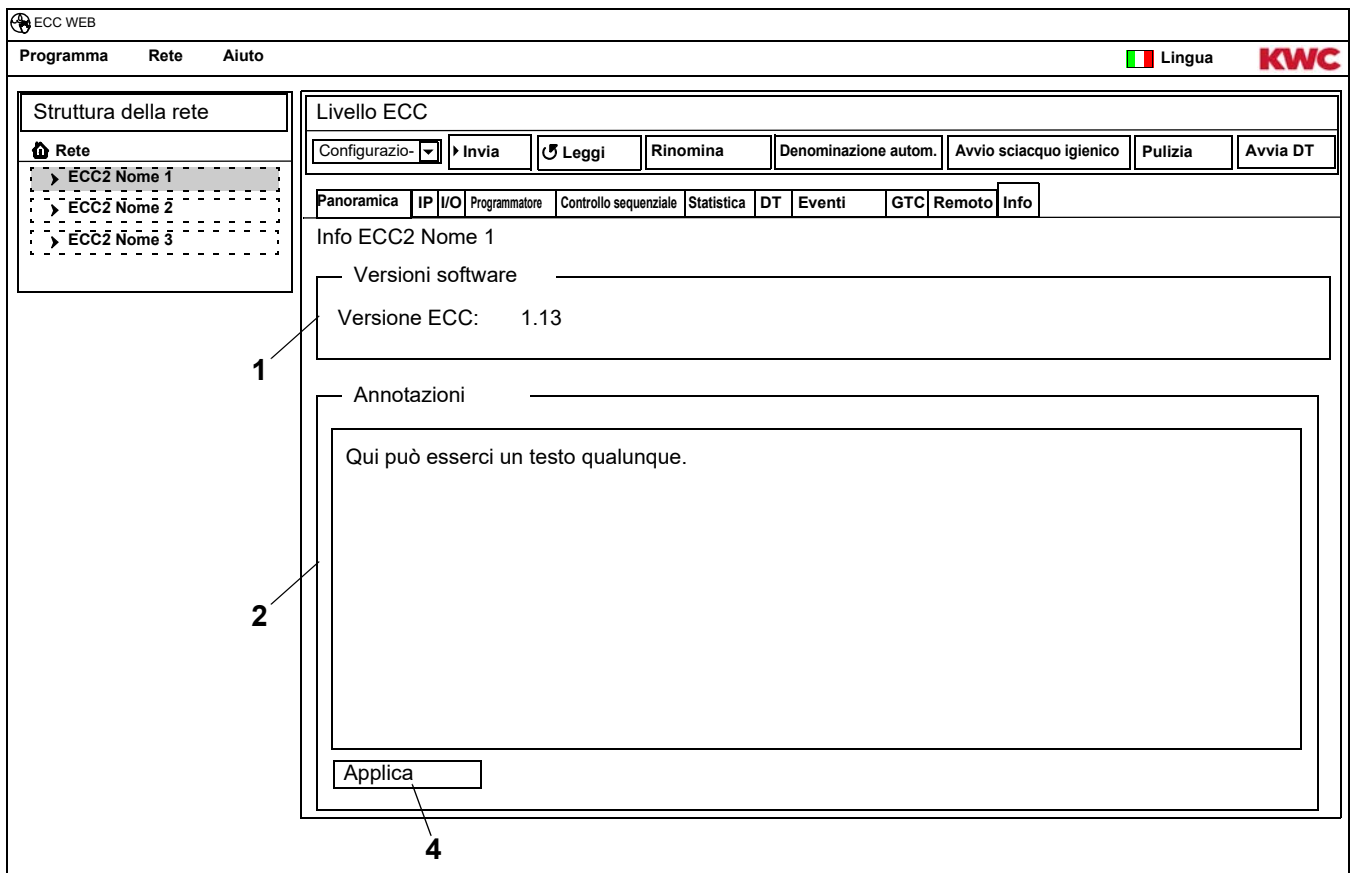 ECC WEB
Programma Rete Aiuto Lingua KWC
Struttura della rete
Rete
ECC2 Nome 1
ECC2 Nome 2
ECC2 Nome 3
Livello ECC
Configurazio- Invia Leggi Rinomina Denominazione autom. Avvio sciacquo igienico Pulizia Avvia DT
Panoramica IP I/O Programmatore Controllo sequenziale Statistica DT Eventi GTC Remoto Info
Info ECC2 Nome 1
Versioni software
Versione ECC: 1.13
1
Annotazioni
Qui può esserci un testo qualunque.
2
Applica
4